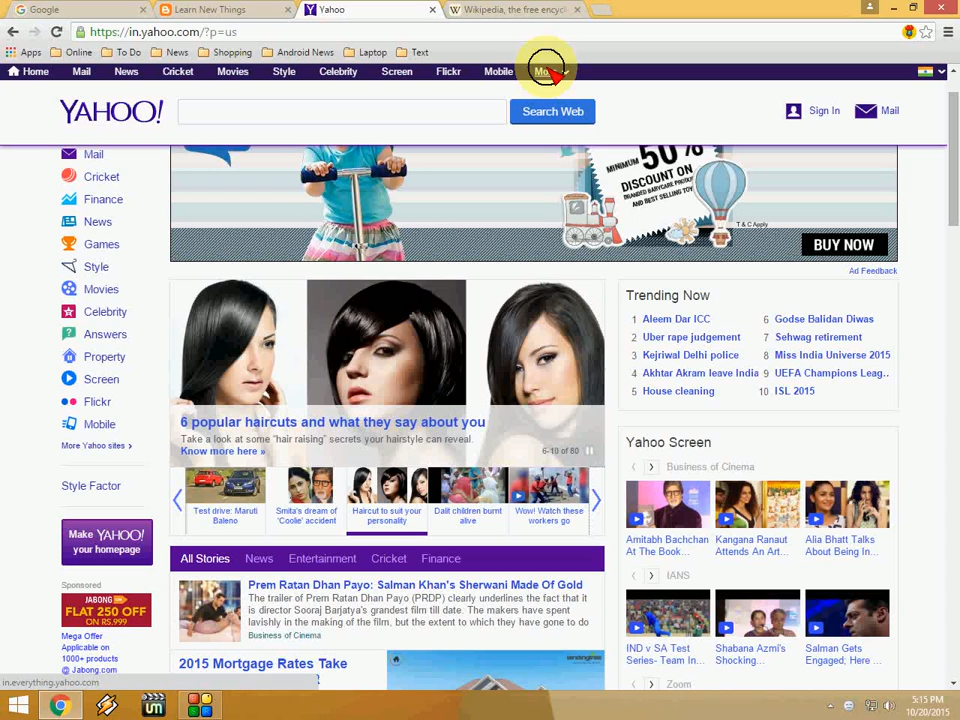 Google
Learn New Things
Yahoo
Wikipedia, the free encyc
https://in.yahoo.com/?p=us
Apps
Online
To Do
News
Shopping
Android News
Laptop
Text
Home
Mail
News
Cricket
Movies
Style
Celebrity
Screen
Flickr
Mobile
YAHOO!
Search Web
Sign In
Mail
Mail
Cricket
Finance
News
Games
Style
Movies
Celebrity
Answers
Property
Screen
Flickr
Mobile
More Yahoo sites >
Style Factor
Make YAHOO!
your homepage
Sponsored
JABONG
FLAT 250 OFF
ON RS.999
Mega Offer
Applicable on
1000+ products
@ Jabong.com
MINIMUM 50%
DISCOUNT ON
BRANDED BABYCARE PRODUCTS
AND BEST SELLING TOYS
T & C Apply
BUY NOW
Ad Feedback
6 popular haircuts and what they say about you
Take a look at some "hair raising" secrets your hairstyle can reveal.
Know more here »
6-10 of 80
Test drive: Maruti
Baleno
Smita's dream of
'Coolie' accident
Haircut to suit your
personality
Dalit children burnt
alive
Wow! Watch these
workers go
All Stories
News
Entertainment
Cricket
Finance
Prem Ratan Dhan Payo: Salman Khan's Sherwani Made Of Gold
The trailer of Prem Ratan Dhan Payo (PRDP) clearly underlines the fact that it
is director Sooraj Barjatya's grandest film till date. The makers have spent
lavishly in the making of the film, but the extent to which they have gone to do
Business of Cinema
2015 Mortgage Rates Take
Trending Now
1 Aleem Dar ICC
2 Uber rape judgement
3 Kejriwal Delhi police
4 Akhtar Akram leave India
5 House cleaning
6 Godse Balidan Diwas
7 Sehwag retirement
8 Miss India Universe 2015
9 UEFA Champions Leag..
10 ISL 2015
Yahoo Screen
Business of Cinema
Amitabh Bachchan
At The Book...
Kangana Ranaut
Attends An Art...
Alia Bhatt Talks
About Being In...
IANS
IND v SA Test
Series- Team In...
Shabana Azmi's
Shocking...
Salman Gets
Engaged; Here ...
Zoom
in.everything.yahoo.com
5:15 PM
10/20/2015